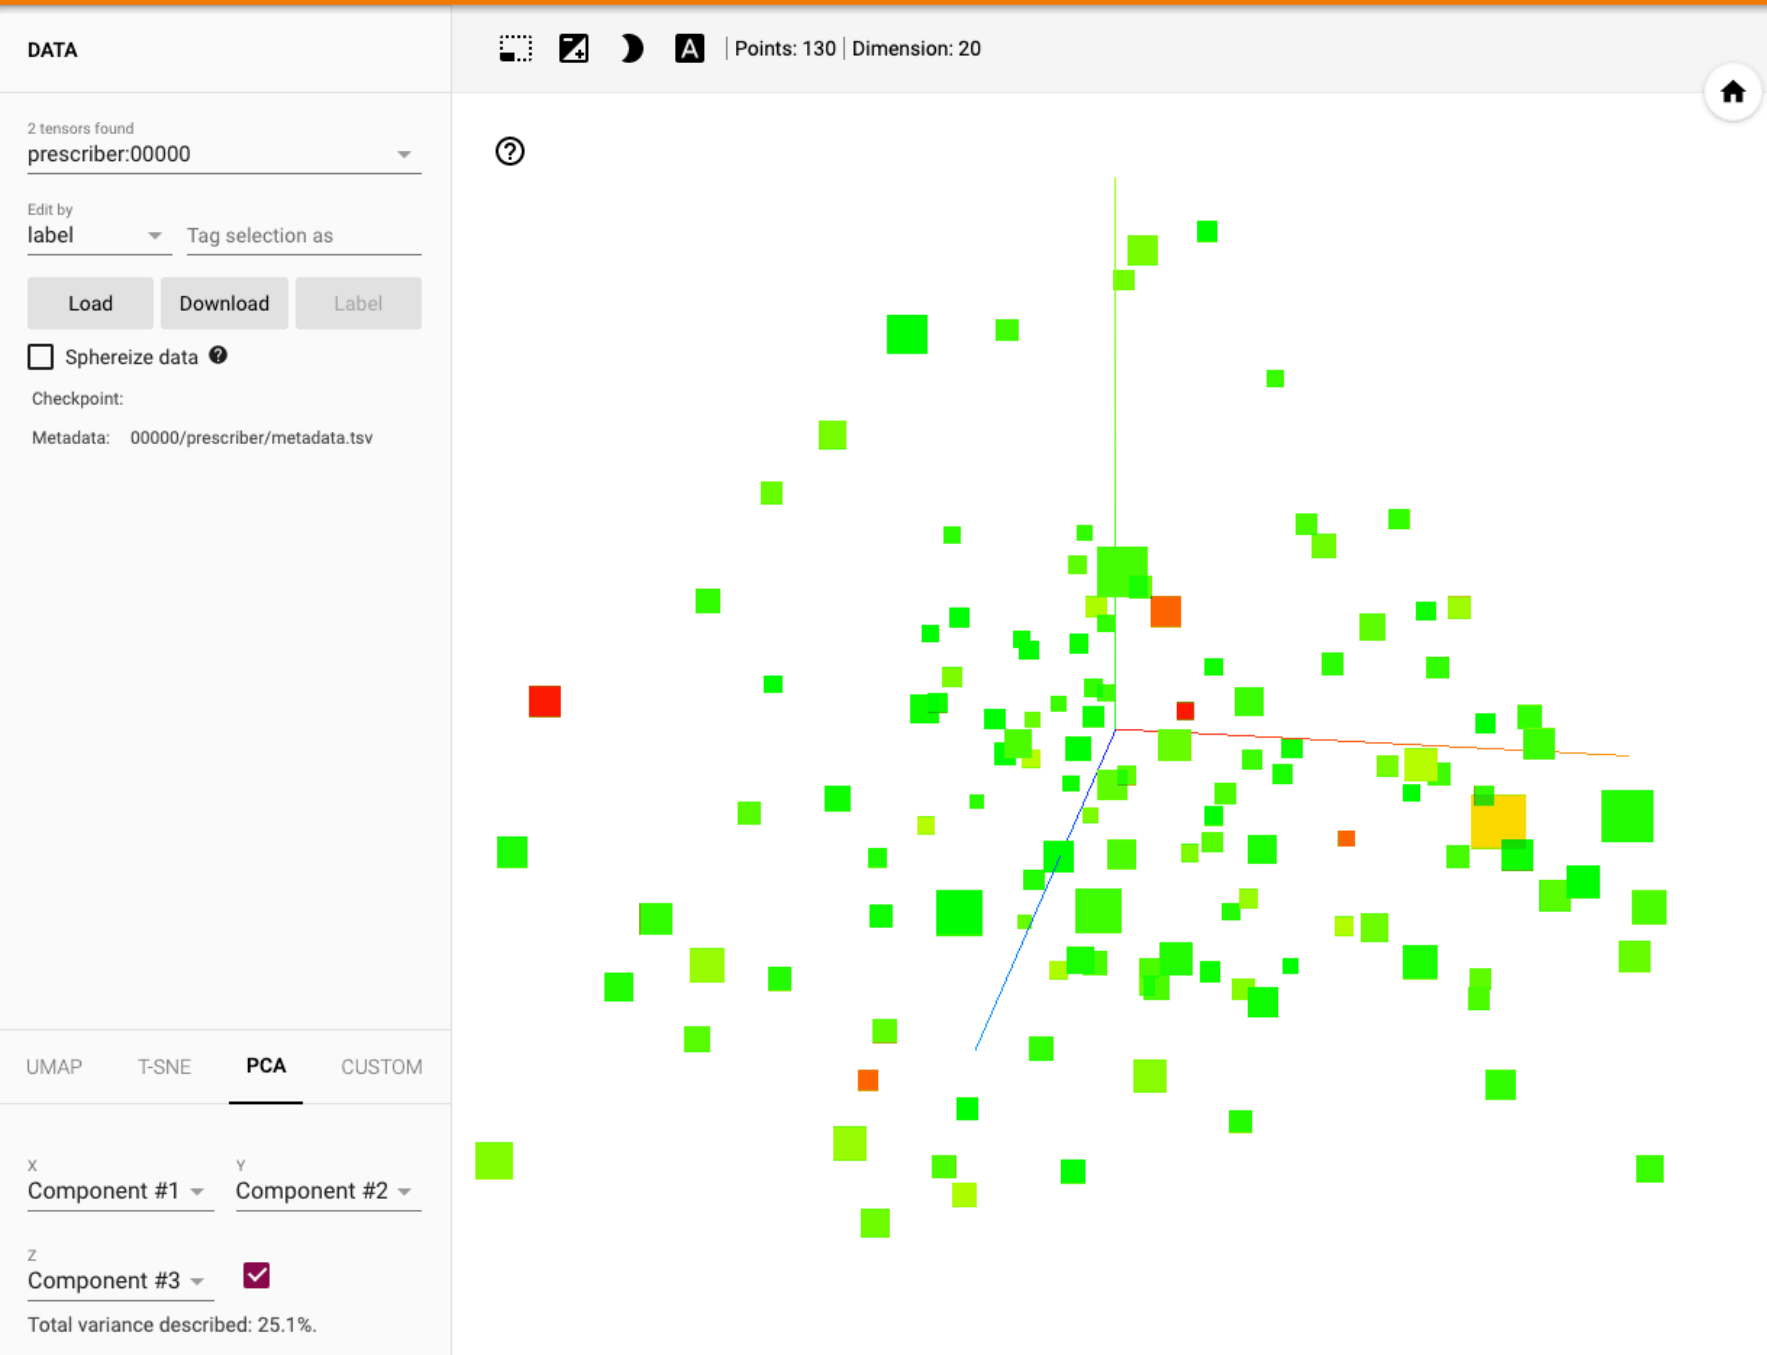 DATA
Points: 130
Dimension: 20
2 tensors found
prescriber:00000
Edit by
label
Tag selection as
Load
Download
Label
Sphereize data
Checkpoint:
Metadata: 00000/prescriber/metadata.tsv
UMAP
T-SNE
PCA
CUSTOM
X
Component #1
Y
Component #2
Z
Component #3
Total variance described: 25.1%.
A